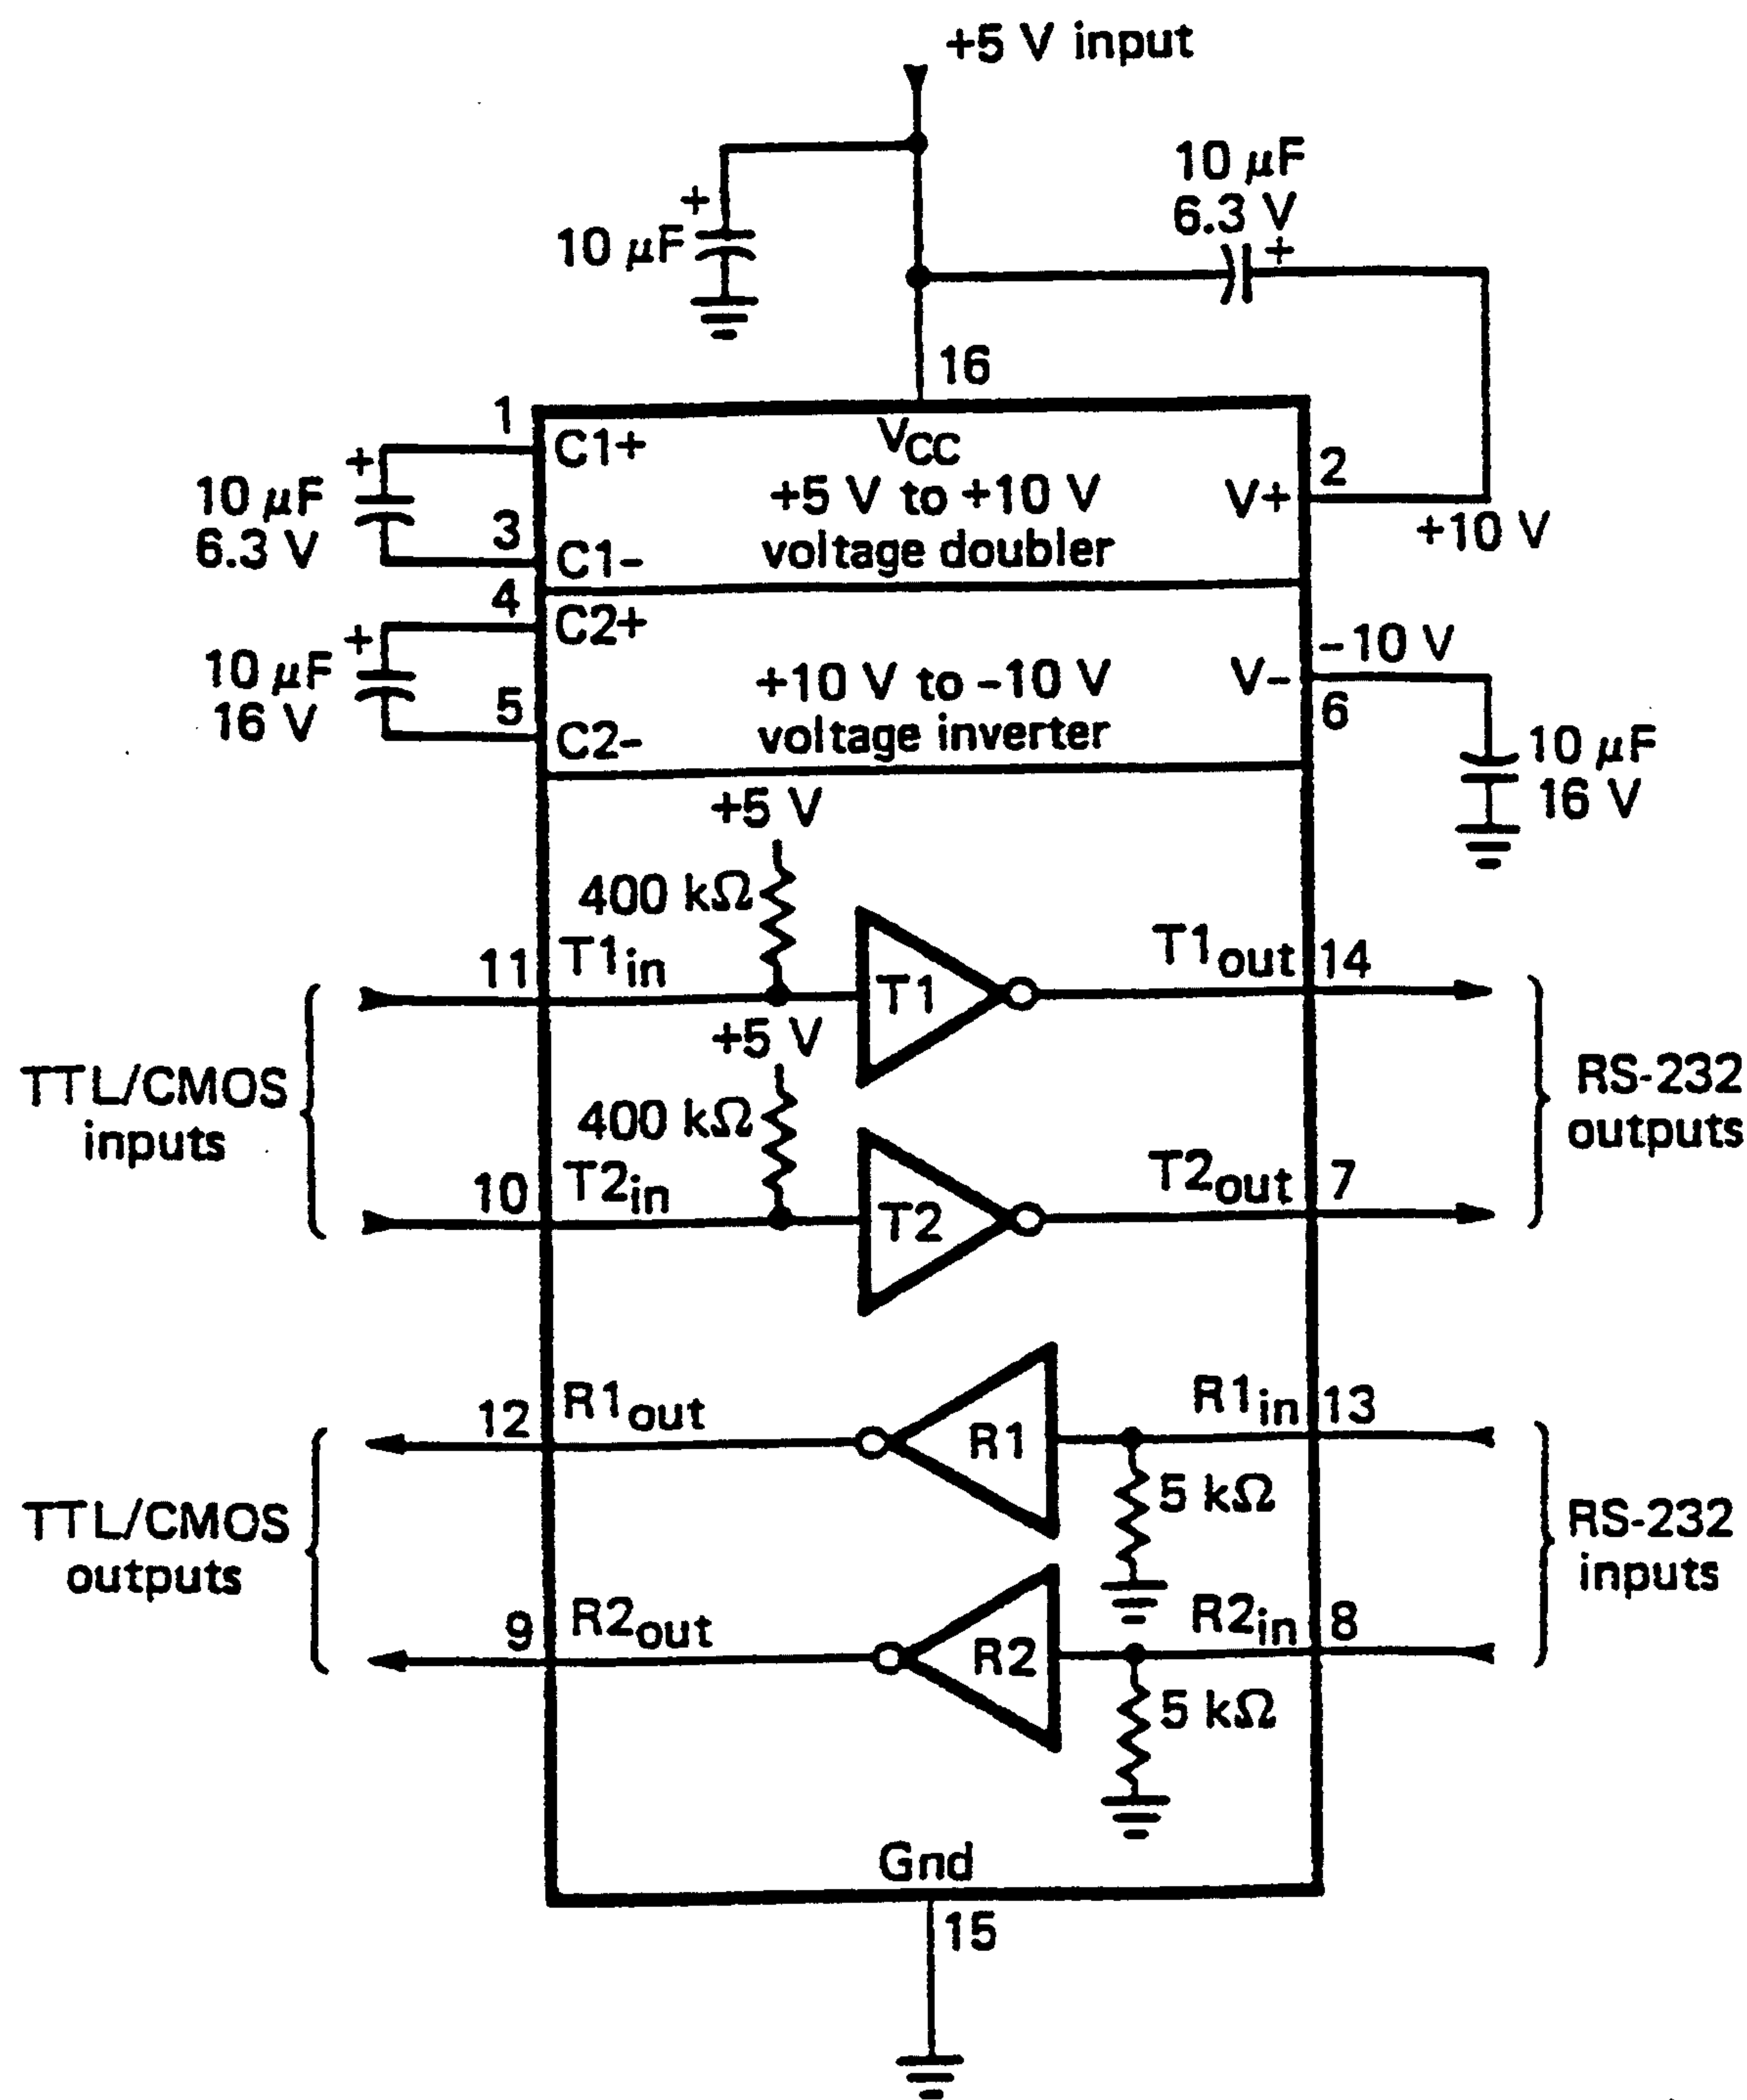 +5 V input
10 µF
6.3 V
+
10 µF
+
16
1
C1+
VCC
2
+
+5 V to +10 V
V+
10 µF
6.3 V
3
voltage doubler
+10 V
C1-
4
C2+
+
-10 V
10 µF
16 V
+10 V to -10 V
V-
5
6
voltage inverter
C2-
10 µF
16 V
+5 V
400 kΩ
11
T1in
T1
T1out
14
+5 V
TTL/CMOS
inputs
RS-232
outputs
400 kΩ
10
T2in
T2
T2out
7
12
R1out
R1
R1in
13
5 kΩ
TTL/CMOS
outputs
RS-232
inputs
9
R2out
R2
R2in
8
5 kΩ
Gnd
15